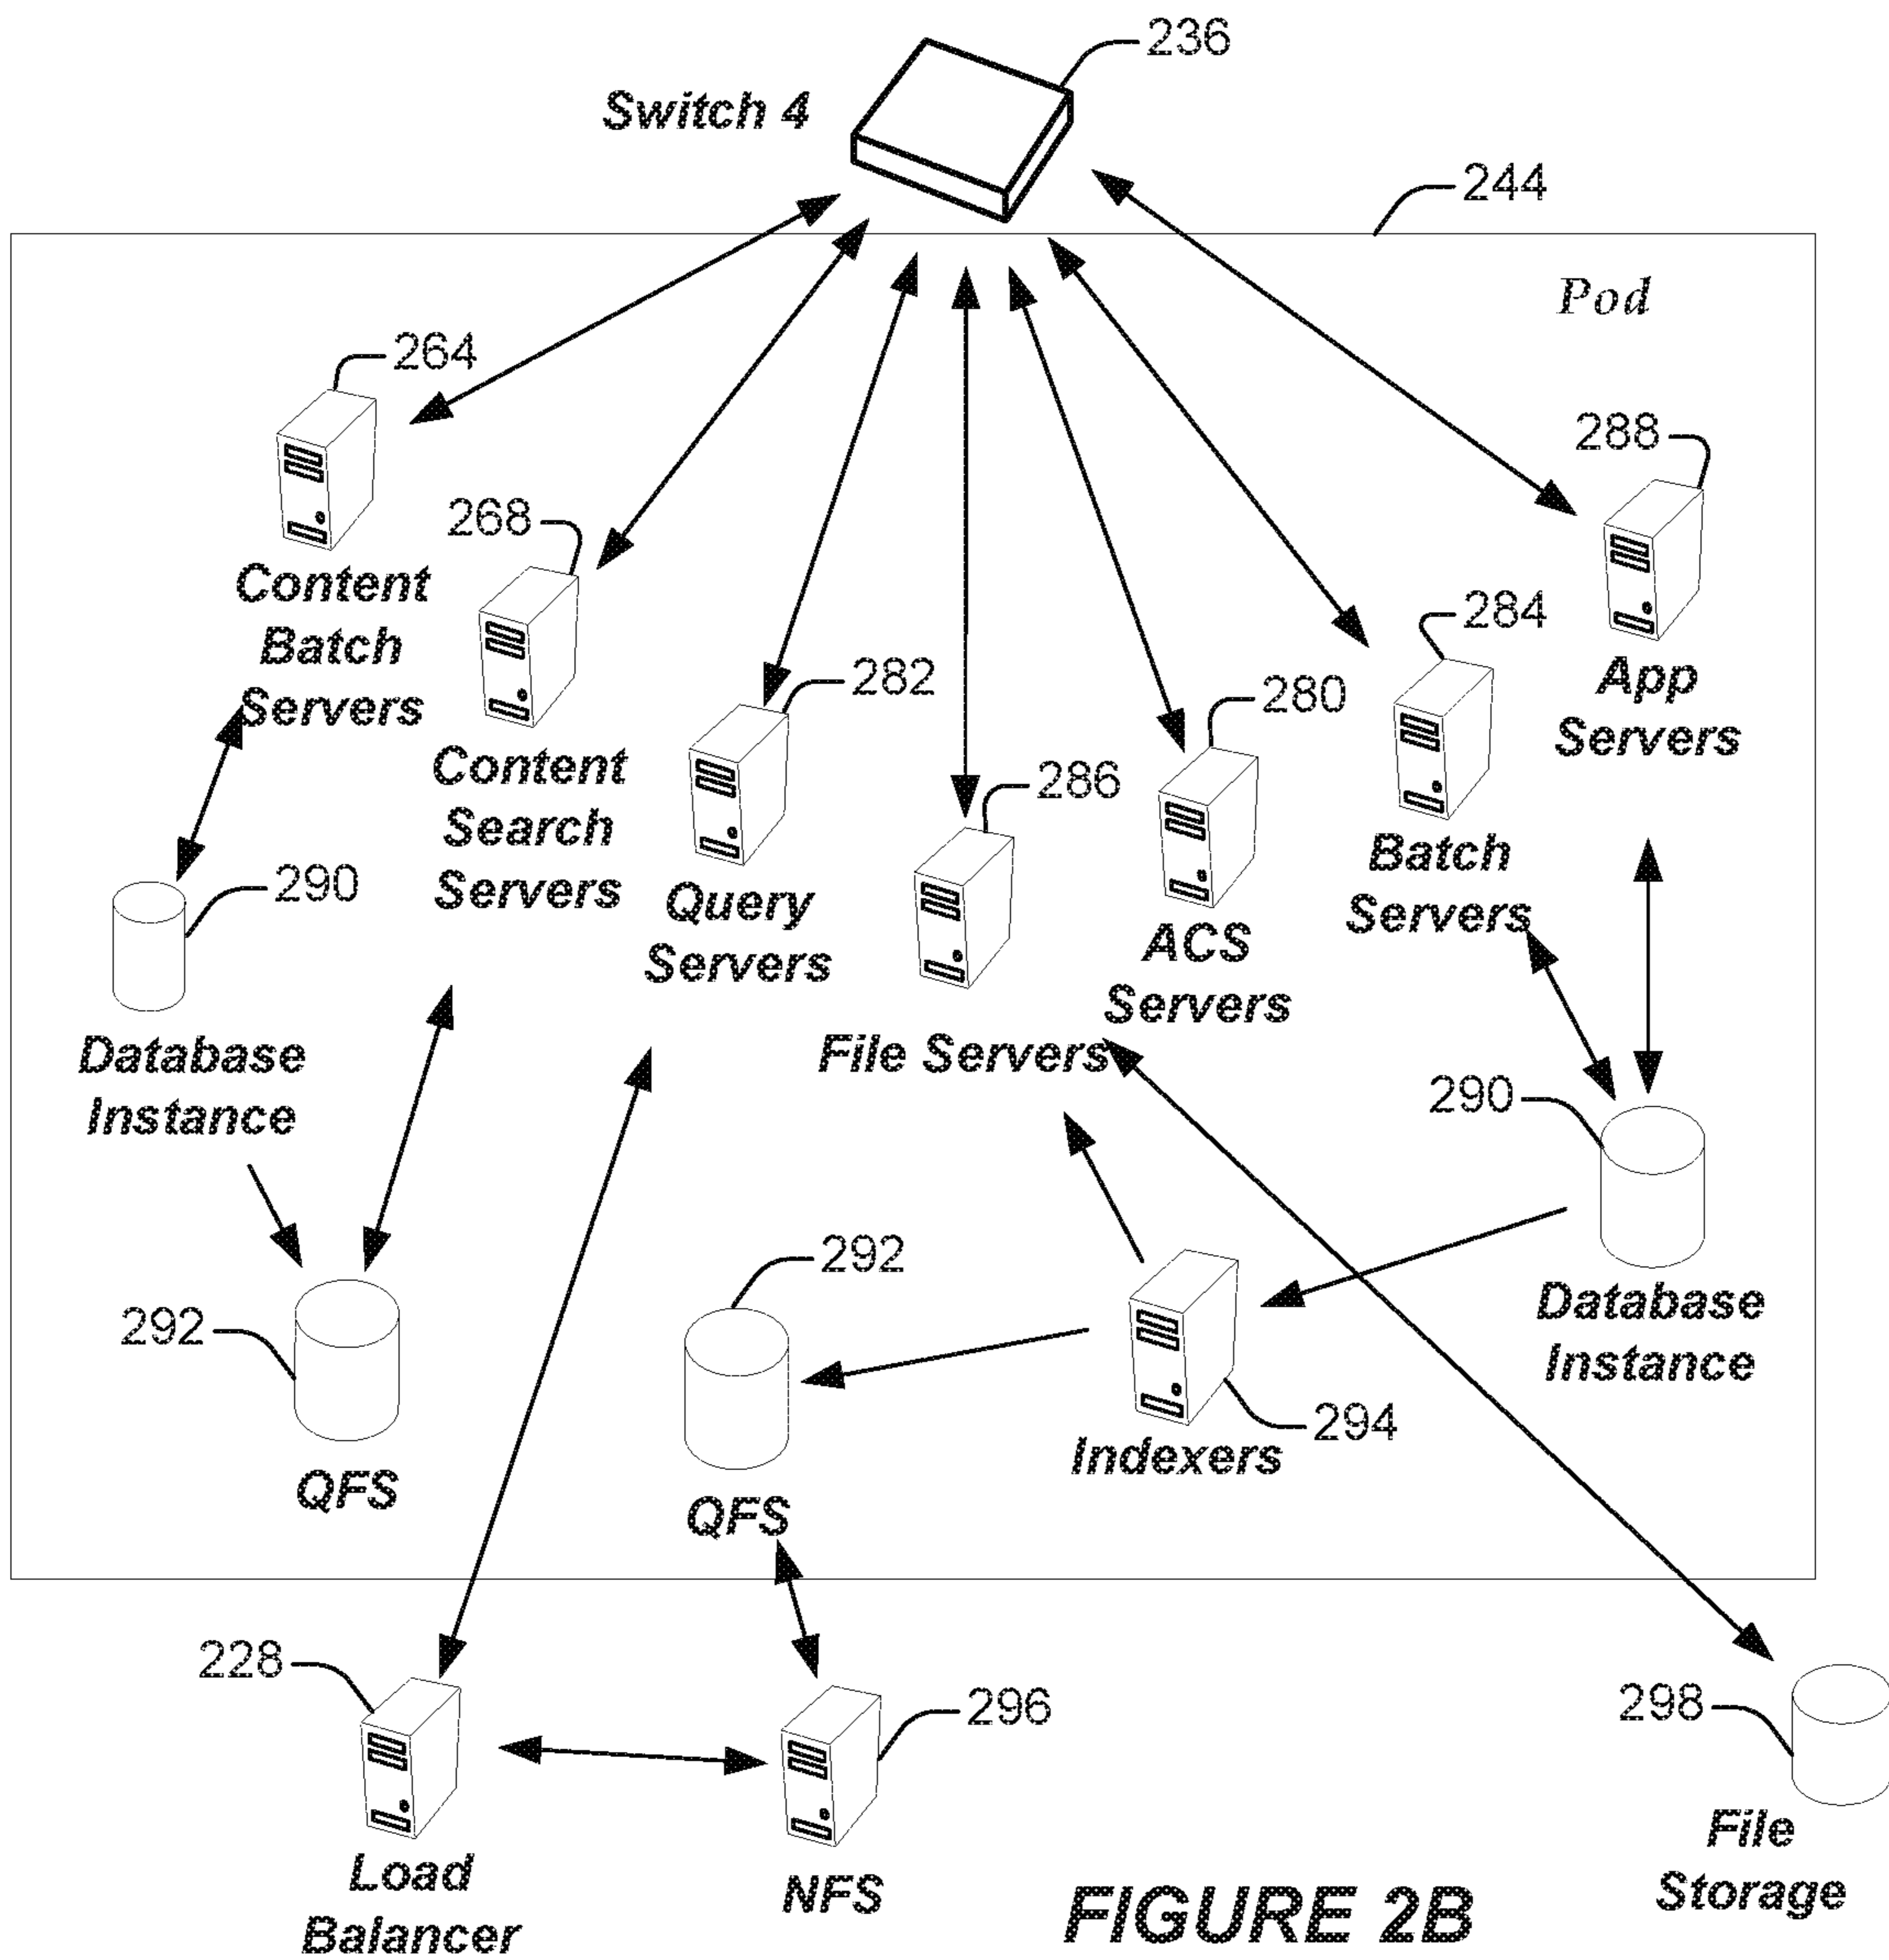 236
Switch 4
244
Pod
264
Content
Batch
Servers
268
Content
Search
Servers
282
Query
Servers
286
File Servers
280
ACS
Servers
284
Batch
Servers
288
App
Servers
290
Database
Instance
290
Database
Instance
292
QFS
292
QFS
294
Indexers
228
Load
Balancer
296
NFS
298
File
Storage
FIGURE 2B